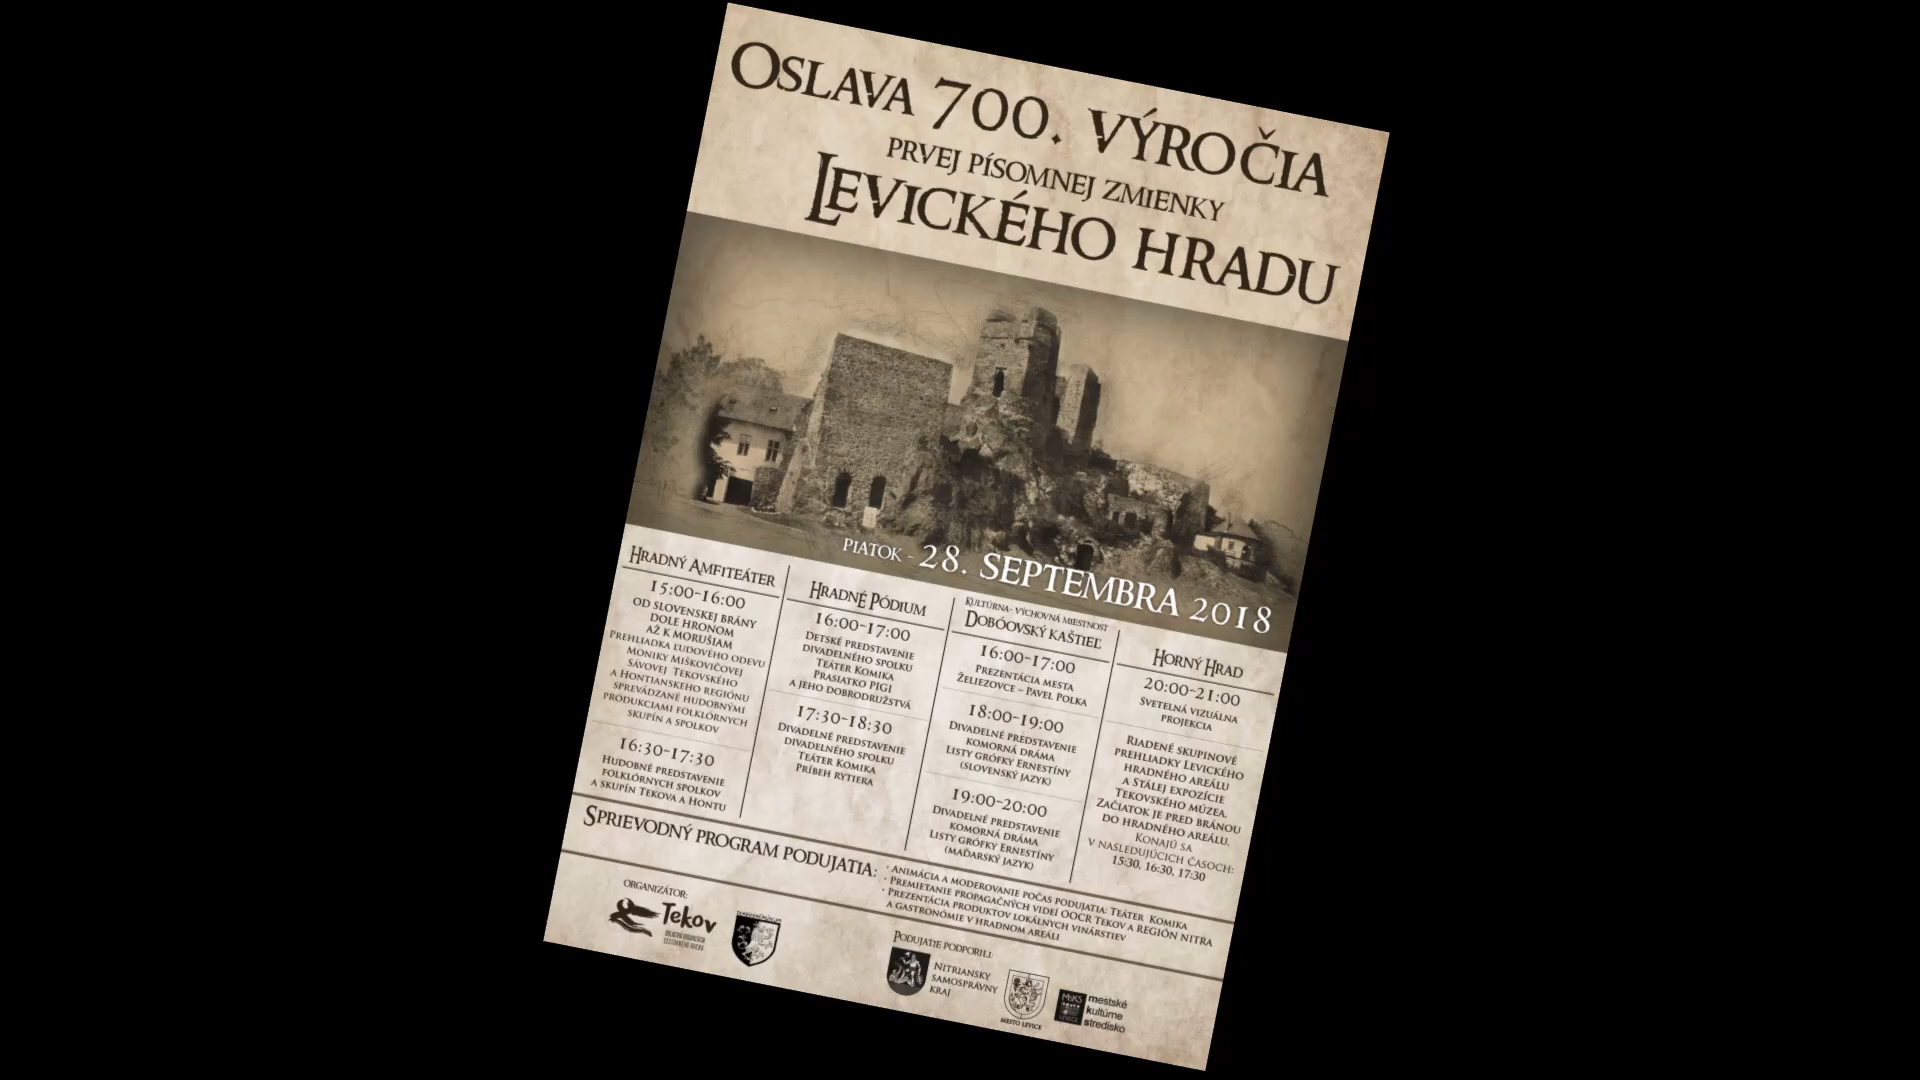 Oslava 700. výročia
prvej písomnej zmienky
Levického hradu
piatok - 28. septembra 2018
Hradný Amfiteáter
15:00-16:00
od slovenskej brány
dole Hronom
až k Morušiam
Prehliadka ľudového odevu
Moniky Miškovičovej
Sávovej Tekovského
a Hontianskeho regiónu
sprevádzané hudobnými
produkciami folklórnych
skupín a spolkov
16:30-17:30
Hudobné predstavenie
folklórnych spolkov
a skupín Tekova a Hontu
Hradné Pódium
16:00-17:00
Detské predstavenie
divadelného spolku
Teáter Komika
Prasiatko PIGI
a jeho dobrodružstvá
17:30-18:30
Divadelné predstavenie
divadelného spolku
Teáter Komika
Príbeh rytiera
Kultúrna- výchovná miestnosť
Dobóovský kaštieľ
16:00-17:00
Prezentácia mesta
Želiezovce – Pavel Polka
18:00-19:00
Divadelné predstavenie
komorná dráma
Listy grófky Ernestíny
(slovenský jazyk)
19:00-20:00
Divadelné predstavenie
komorná dráma
Listy grófky Ernestíny
(maďarský jazyk)
Horný Hrad
20:00-21:00
Svetelná vizuálna
projekcia
Riadené skupinové
prehliadky Levického
hradného areálu
a Stálej expozície
Tekovského múzea.
Začiatok je pred bránou
do hradného areálu.
Konajú sa
v nasledujúcich časoch:
15:30, 16:30, 17:30
Sprievodný program podujatia:
· Animácia a moderovanie počas podujatia: Teáter Komika
· Premietanie propagačných videí OOCR Tekov a región Nitra
· Prezentácia produktov lokálnych vinárstiev
a gastronómie v hradnom areáli
organizátor:
Tekov
Podujatie podporili:
Nitriansky
samosprávny
kraj
Mesto Levice
MsKS
Levice
mestské
kultúrne
stredisko